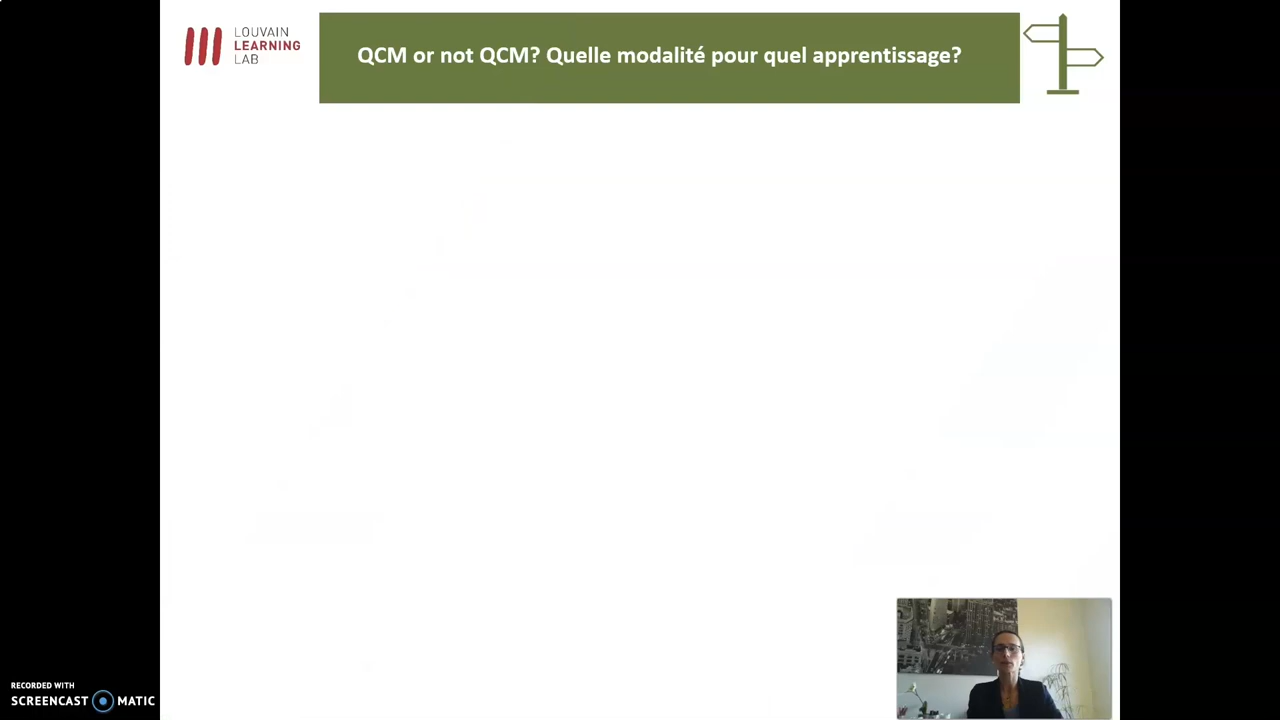 LOUVAIN
LEARNING
LAB
QCM or not QCM? Quelle modalité pour quel apprentissage?
RECORDED WITH
SCREENCAST MATIC